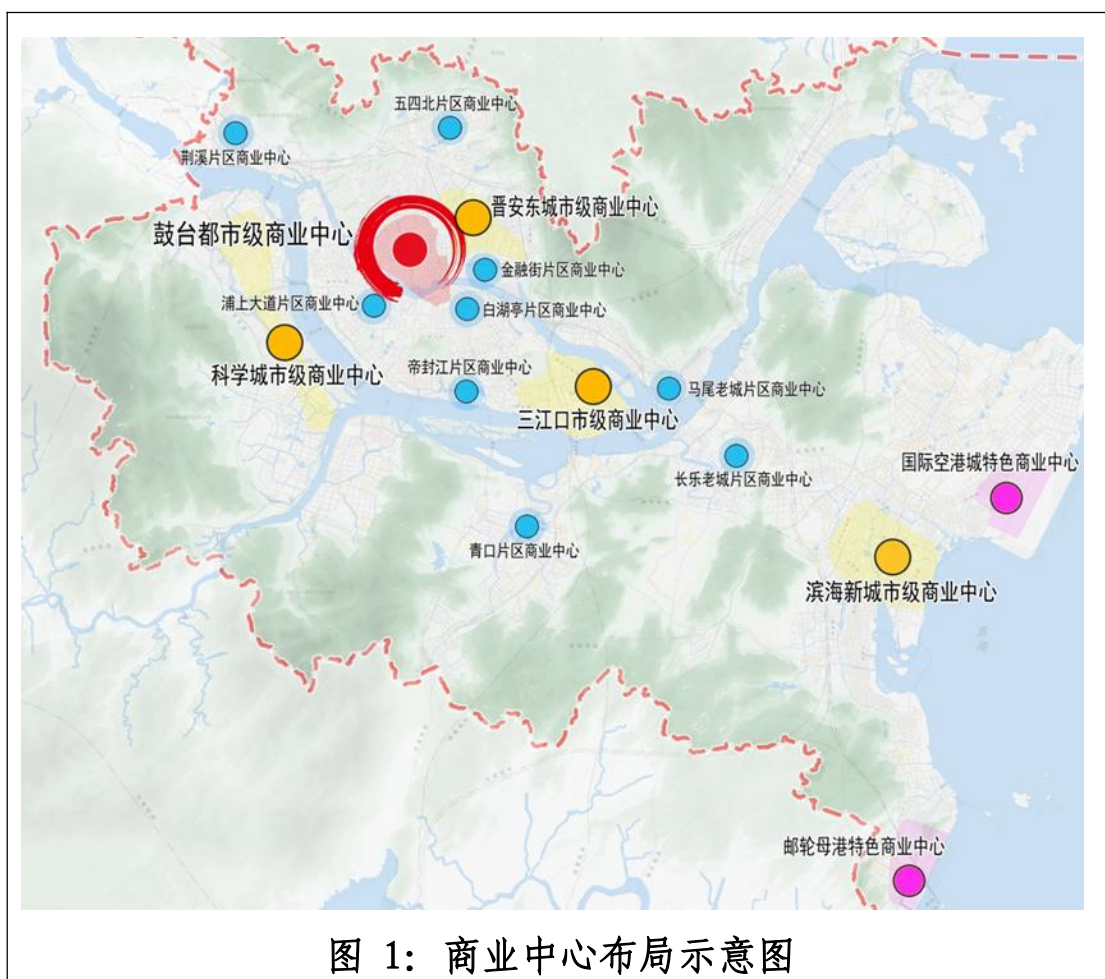 五四北片区商业中心
荆溪片区商业中心
晋安东城市级商业中心
鼓台都市级商业中心
金融街片区商业中心
浦上大道片区商业中心
白湖亭片区商业中心
帝封江片区商业中心
科学城市级商业中心
马尾老城片区商业中心
三江口市级商业中心
国际空港城特色商业中心
长乐老城片区商业中心
青口片区商业中心
滨海新城市级商业中心
东海
邮轮母港特色商业中心
图 1：商业中心布局示意图